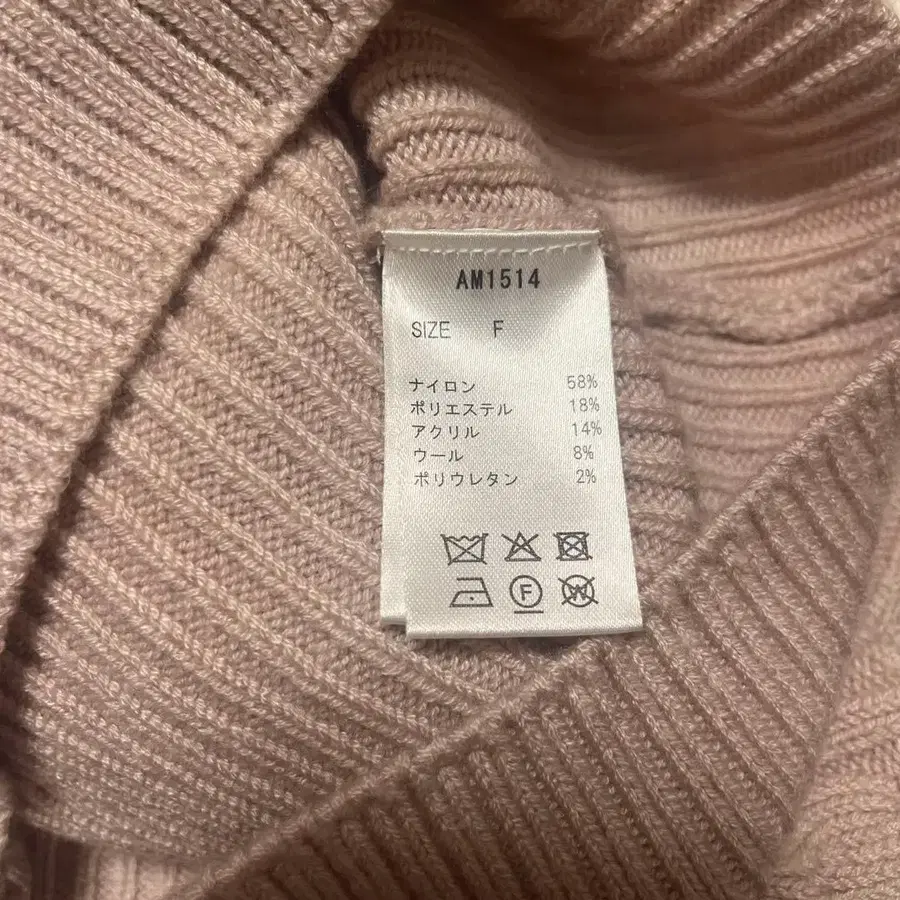 AM1514
SIZE F
ナイロン 58%
ポリエステル 18%
アクリル 14%
ウール 8%
ポリウレタン 2%
F W